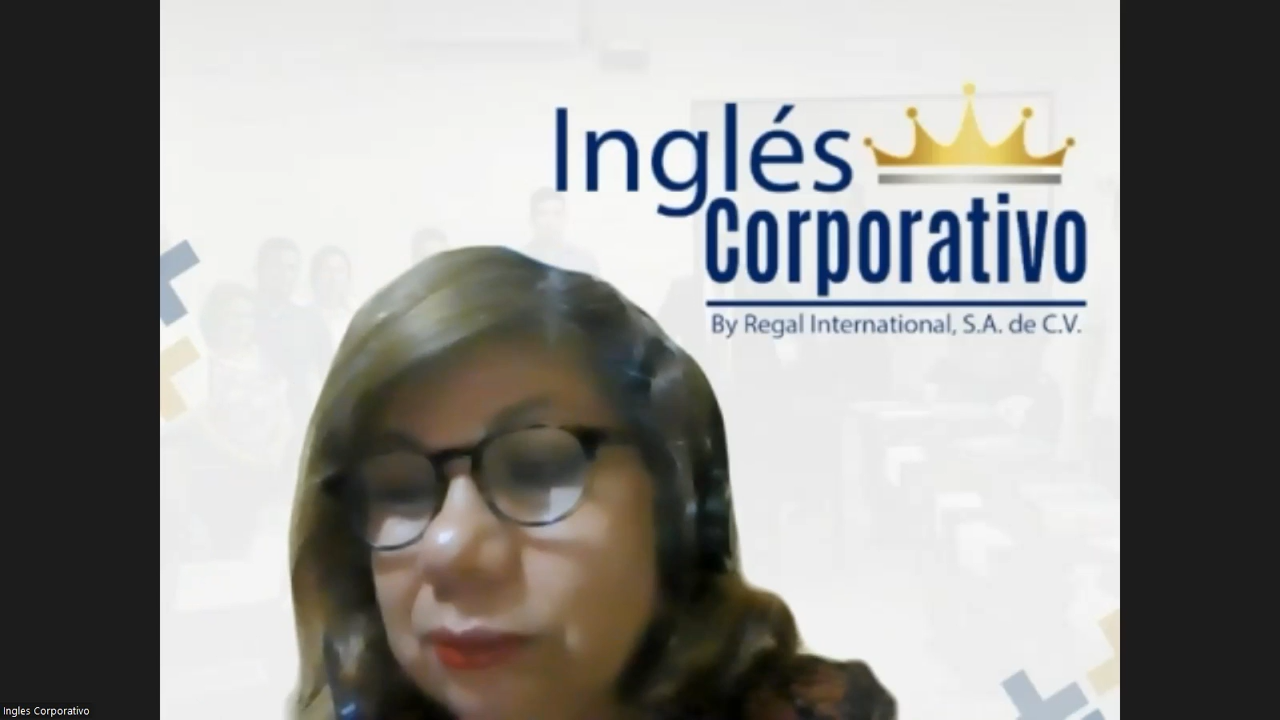 Inglés
Corporativo
By Regal International, S.A. de C.V.
Ingles Corporativo